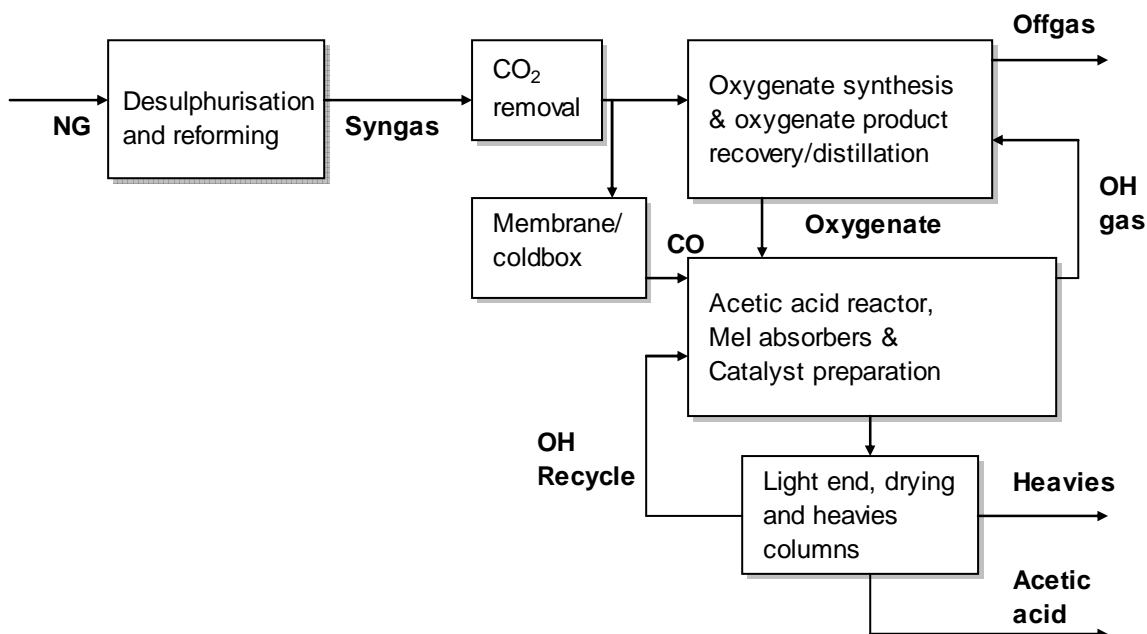 Offgas
CO2
removal
Desulphurisation
and reforming
Oxygenate synthesis
& oxygenate product
recovery/distillation
NG
Syngas
OH
gas
Membrane/
coldbox
CO
Oxygenate
Acetic acid reactor,
MeI absorbers &
Catalyst preparation
OH
Recycle
Light end, drying
and heavies
columns
Heavies
Acetic
acid